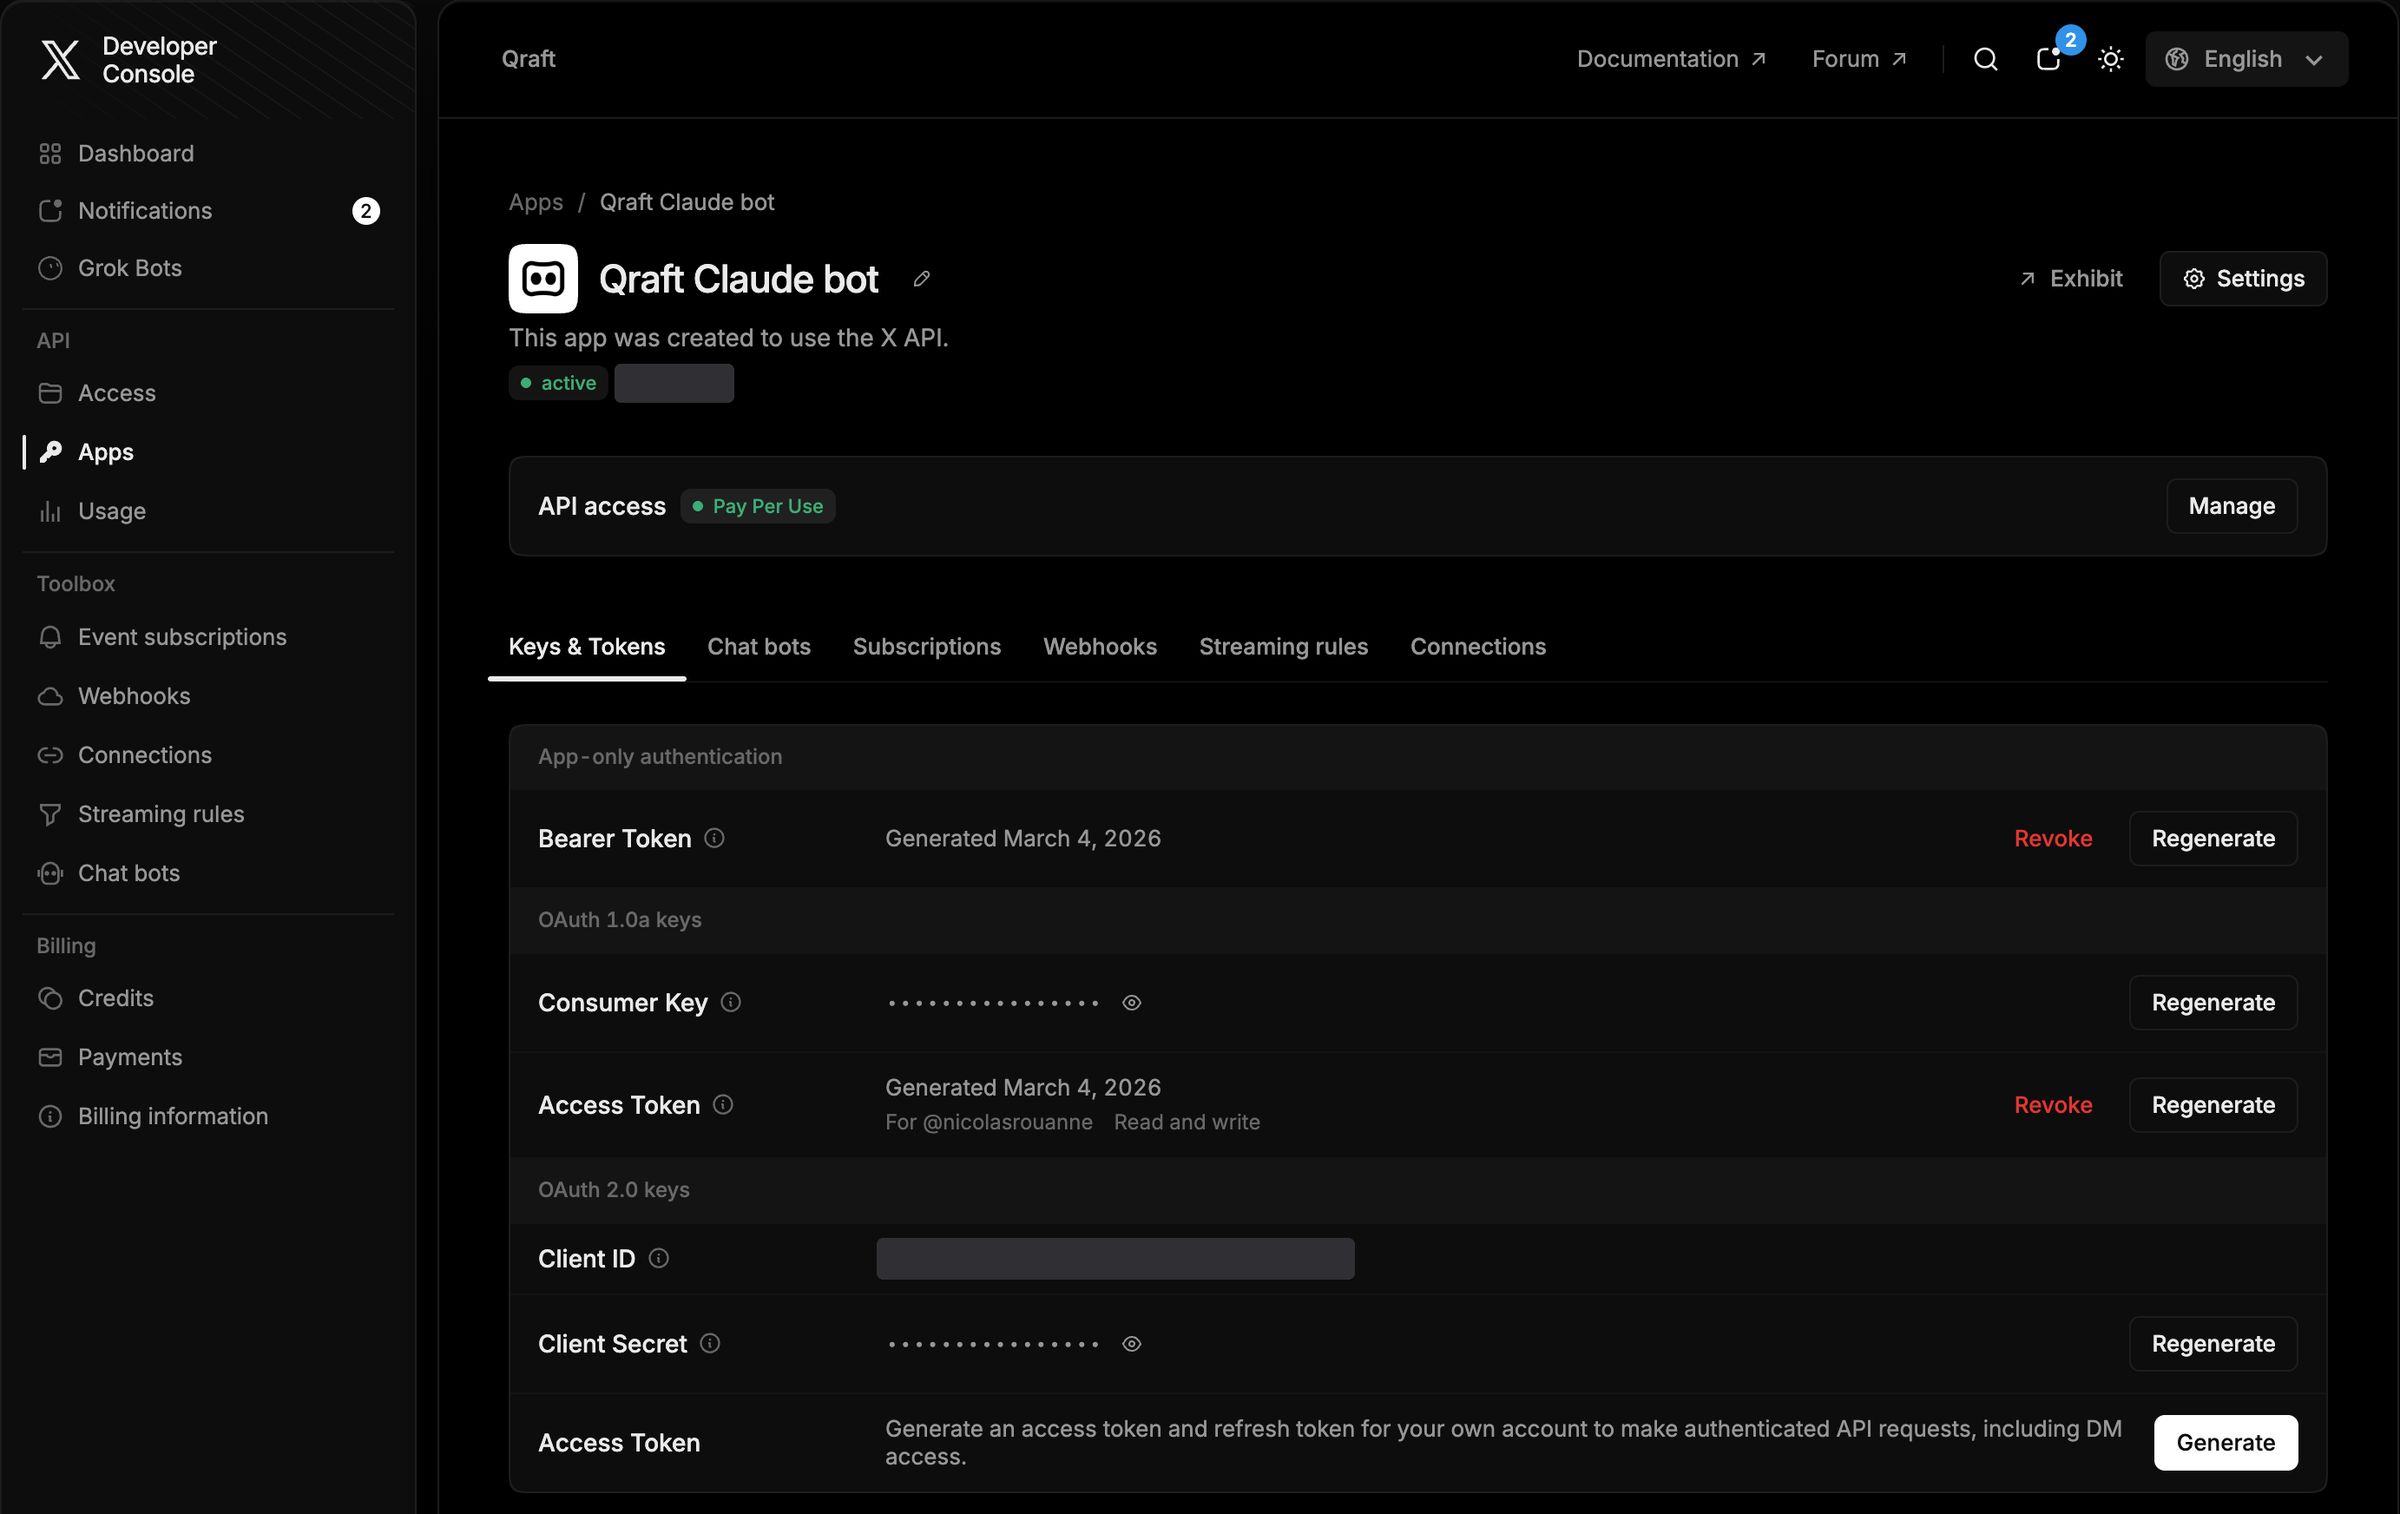 Developer
Console
Dashboard
Notifications 2
Grok Bots
API
Access
Apps
Usage
Toolbox
Event subscriptions
Webhooks
Connections
Streaming rules
Chat bots
Billing
Credits
Payments
Billing information
Qraft
Documentation
Forum
2
English
Apps / Qraft Claude bot
Qraft Claude bot
Exhibit
Settings
This app was created to use the X API.
active
API access
Pay Per Use
Manage
Keys & Tokens
Chat bots
Subscriptions
Webhooks
Streaming rules
Connections
App-only authentication
Bearer Token
Generated March 4, 2026
Revoke
Regenerate
OAuth 1.0a keys
Consumer Key
Regenerate
Access Token
Generated March 4, 2026
For @nicolasrouanne Read and write
Revoke
Regenerate
OAuth 2.0 keys
Client ID
Client Secret
Regenerate
Access Token
Generate an access token and refresh token for your own account to make authenticated API requests, including DM
access.
Generate